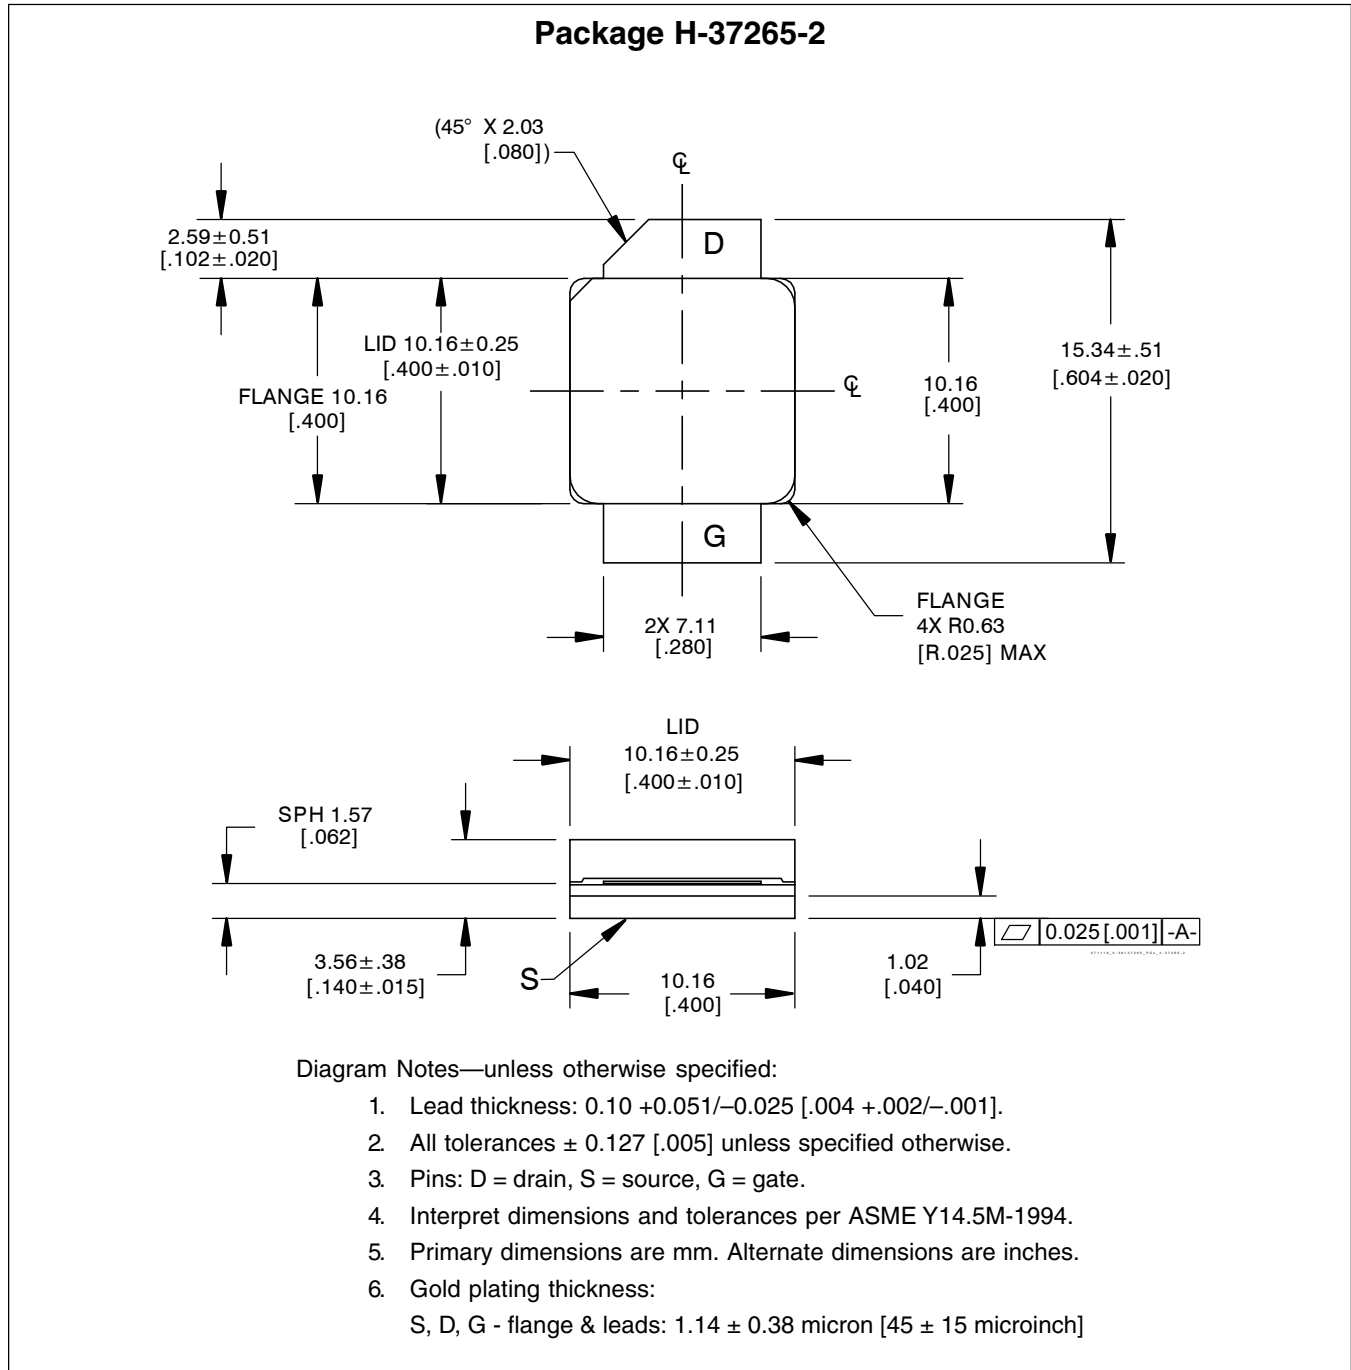 Package H-37265-2
(45° X 2.03
[.080])
℄
2.59±0.51
[.102±.020]
D
LID 10.16±0.25
[.400±.010]
FLANGE 10.16
[.400]
℄
10.16
[.400]
15.34±.51
[.604±.020]
G
FLANGE
4X R0.63
[R.025] MAX
2X 7.11
[.280]
LID
10.16±0.25
[.400±.010]
SPH 1.57
[.062]
3.56±.38
[.140±.015]
S
10.16
[.400]
1.02
[.040]
0.025 [.001] -A-
Diagram Notes—unless otherwise specified:
1. Lead thickness: 0.10 +0.051/–0.025 [.004 +.002/–.001].
2. All tolerances ± 0.127 [.005] unless specified otherwise.
3. Pins: D = drain, S = source, G = gate.
4. Interpret dimensions and tolerances per ASME Y14.5M-1994.
5. Primary dimensions are mm. Alternate dimensions are inches.
6. Gold plating thickness:
S, D, G - flange & leads: 1.14 ± 0.38 micron [45 ± 15 microinch]